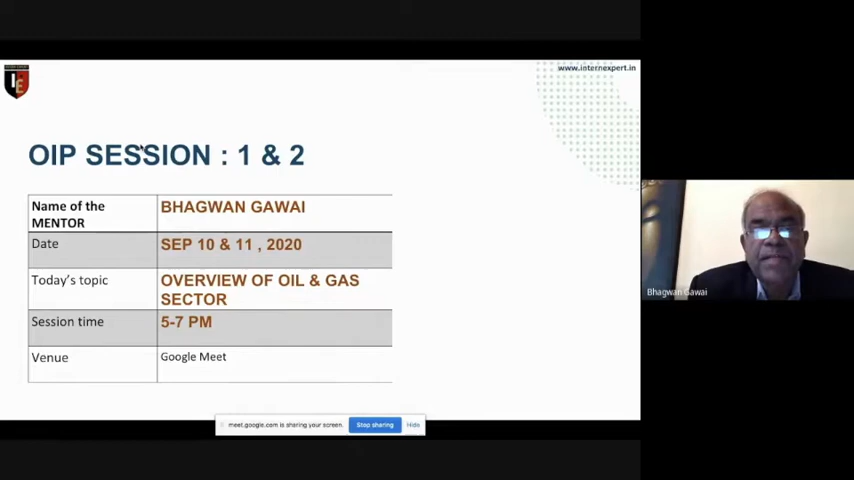 www.internexpert.in
IE
OIP SESSION : 1 & 2
Name of the
MENTOR
BHAGWAN GAWAI
Date
SEP 10 & 11 , 2020
Today's topic
OVERVIEW OF OIL & GAS
SECTOR
Session time
5-7 PM
Venue
Google Meet
meet.google.com is sharing your screen.
Stop sharing
Hide
Bhagwan Gawai